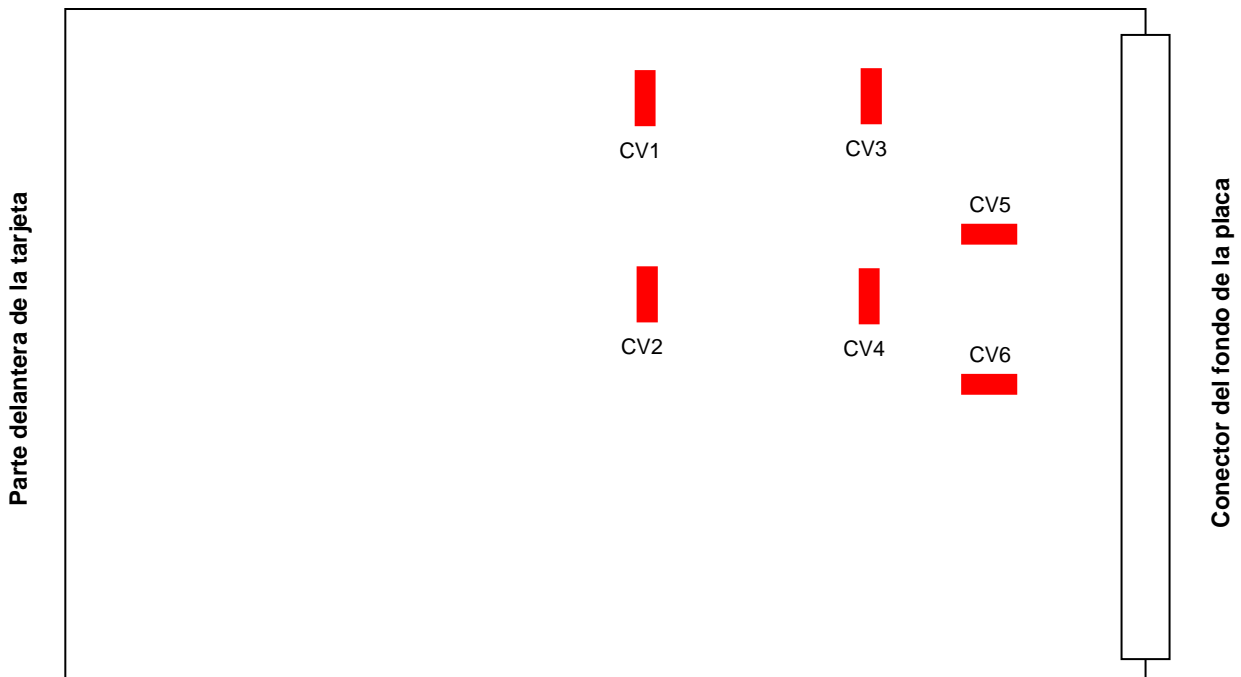 Parte delantera de la tarjeta
CV1
CV3
CV5
CV2
CV4
CV6
Conector del fondo de la placa